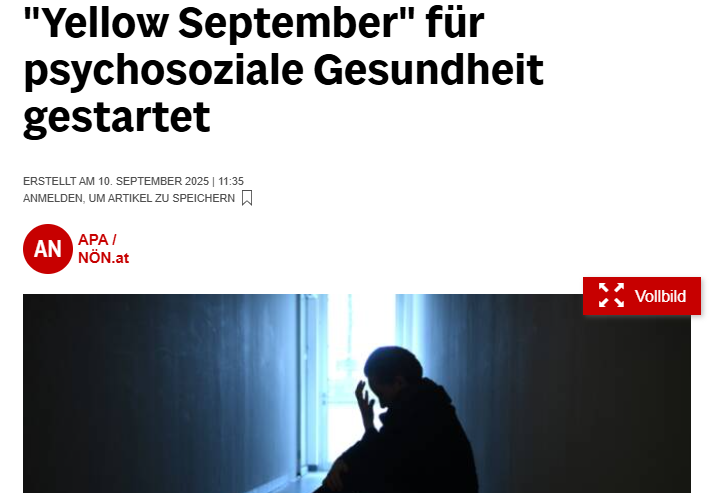 "Yellow September" für
psychosoziale Gesundheit
gestartet
ERSTELLT AM 10. SEPTEMBER 2025 | 11:35
ANMELDEN, UM ARTIKEL ZU SPEICHERN
AN
APA /
NÖN.at
Vollbild